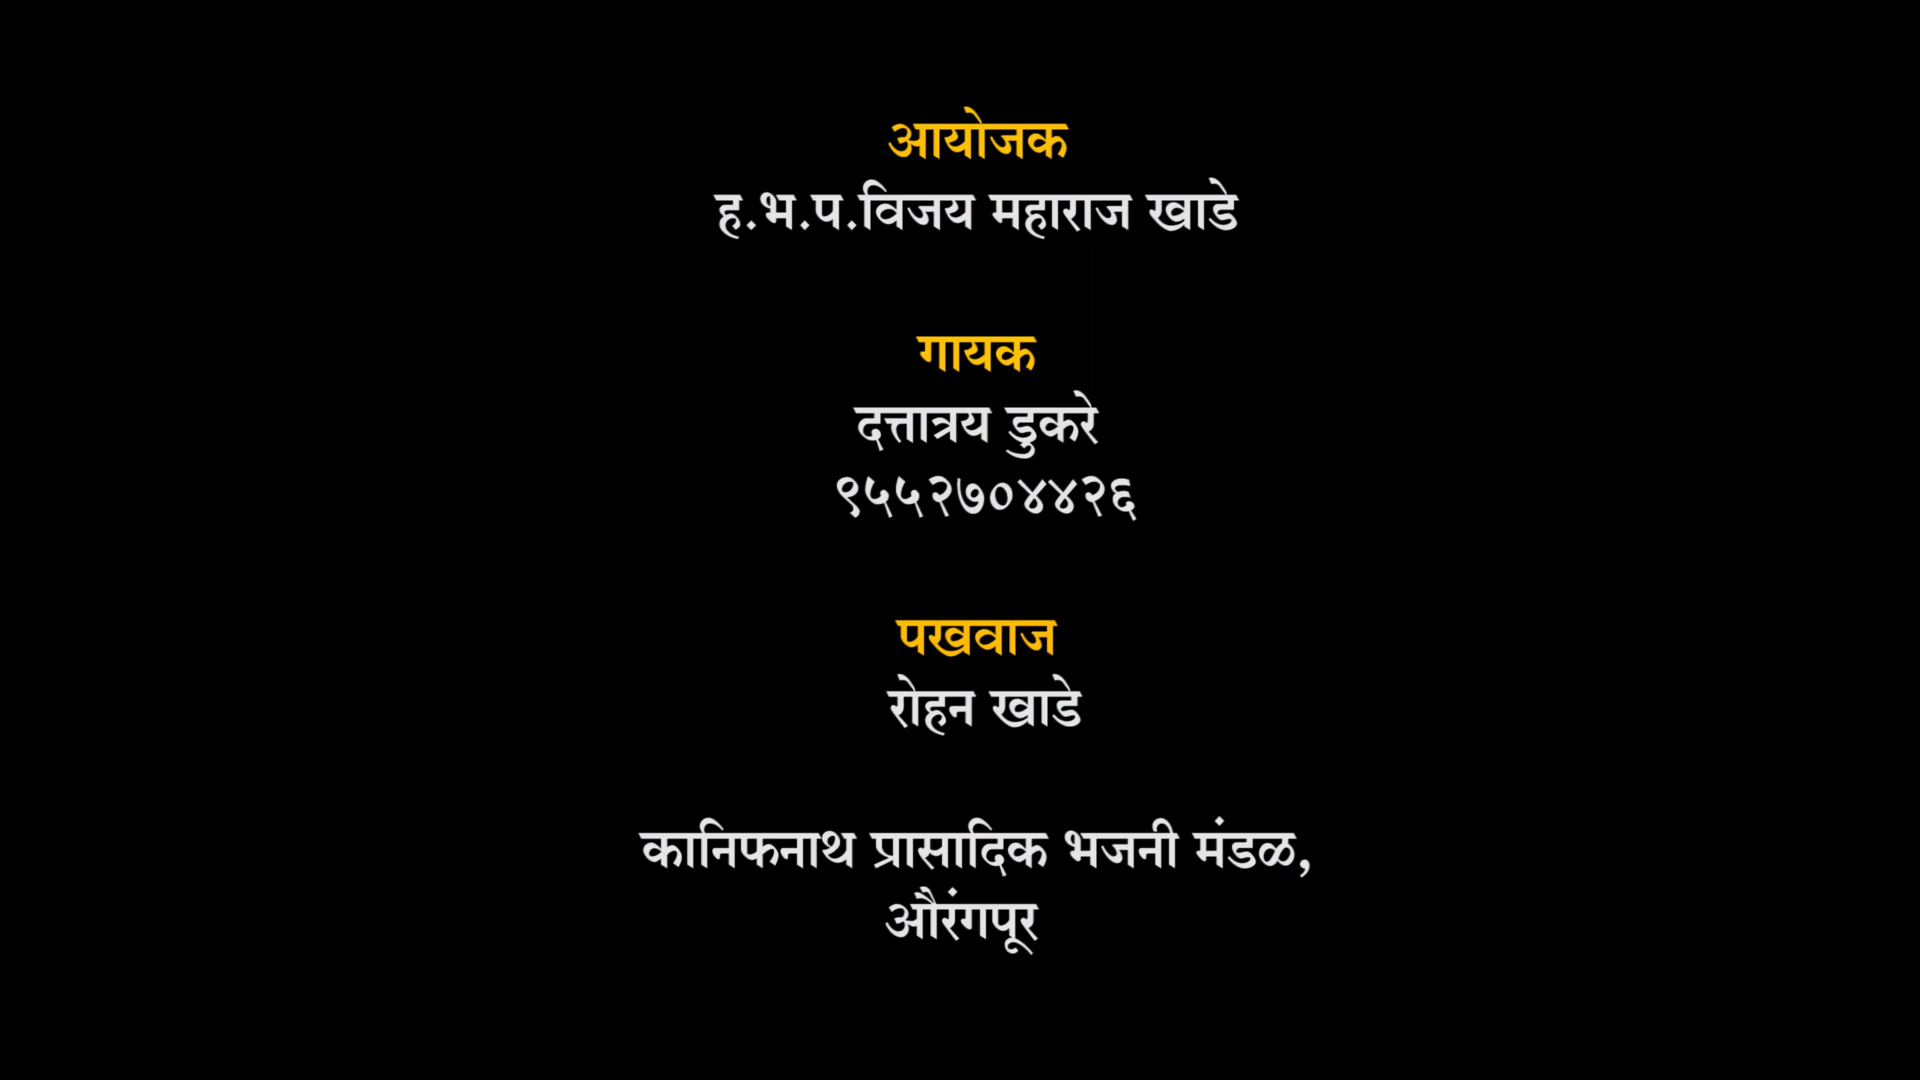 आयोजक
ह.भ.प.विजय महाराज खाडे
गायक
दत्तात्रय डुकरे
९५५२७०४४२६
पखवाज
रोहन खाडे
कानिफनाथ प्रासादिक भजनी मंडळ,
औरंगपूर